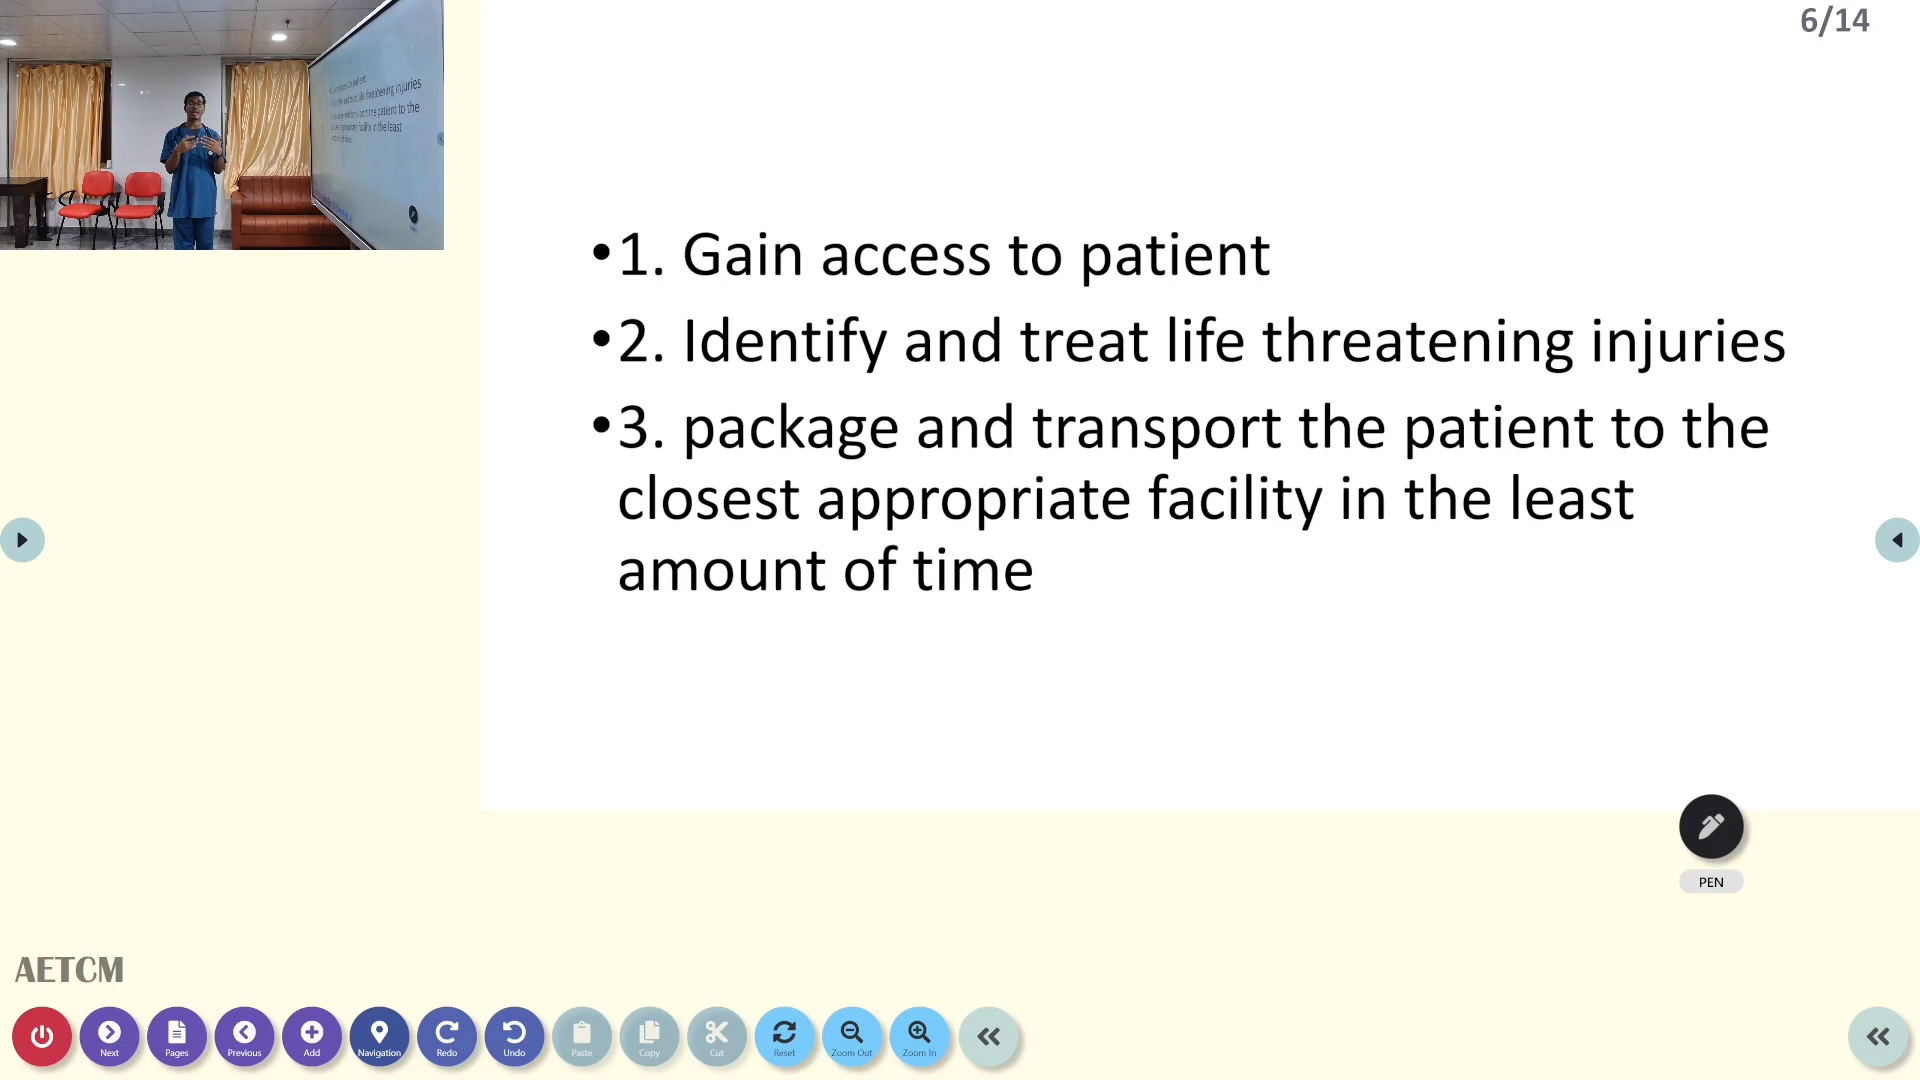 6/14
•1. Gain access to patient
•2. Identify and treat life threatening injuries
•3. package and transport the patient to the
closest appropriate facility in the least
amount of time
PEN
AETCM
Next
Pages
Previous
Add
Navigation
Redo
Undo
Paste
Copy
Cut
Reset
Zoom Out
Zoom In